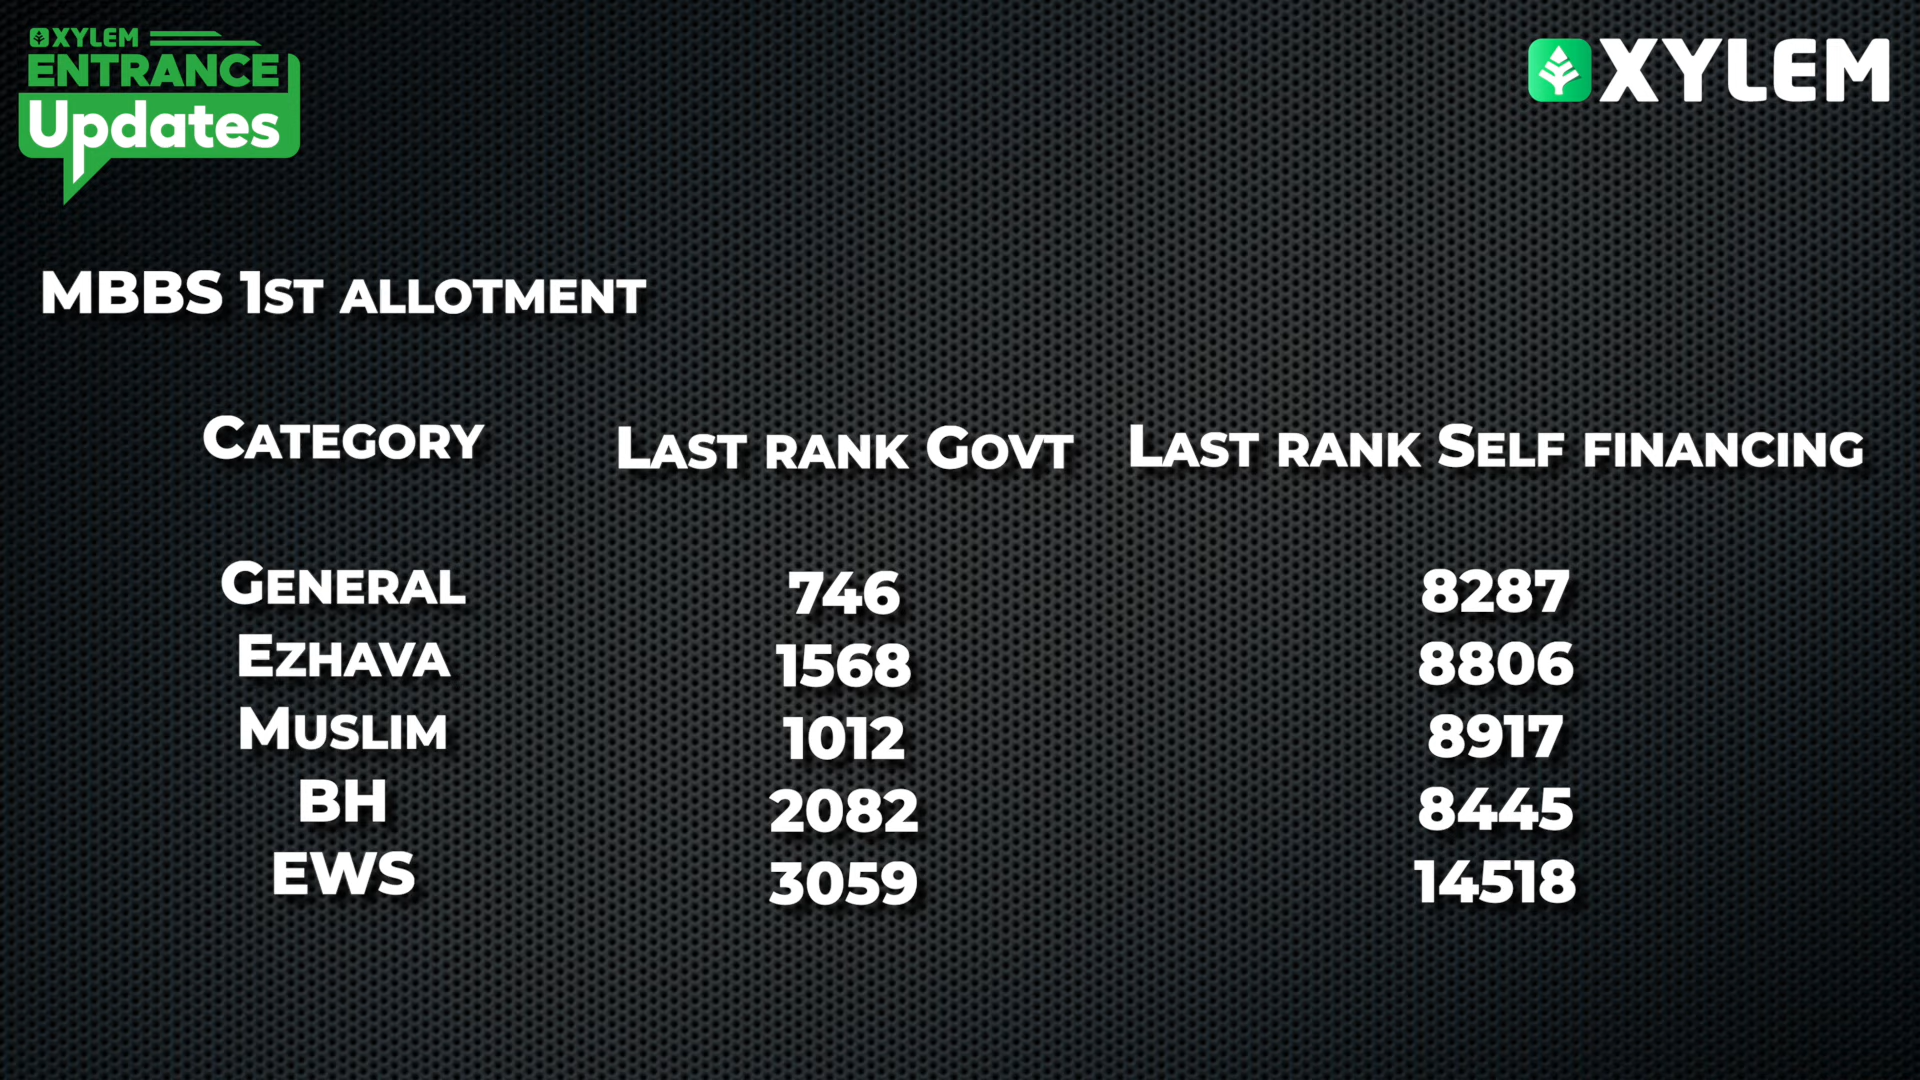 XYLEM
ENTRANCE
Updates
XYLEM
MBBS 1ST ALLOTMENT
CATEGORY LAST RANK GOVT LAST RANK SELF FINANCING
GENERAL 746 8287
EZHAVA 1568 8806
MUSLIM 1012 8917
BH 2082 8445
EWS 3059 14518